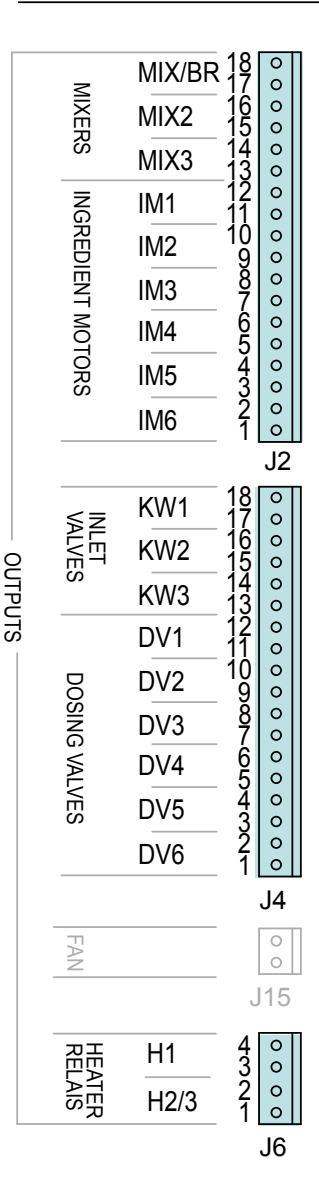 OUTPUTS
MIXERS
MIX/BR 18
17
MIX2 16
15
MIX3 14
13
INGREDIENT MOTORS
IM1 12
11
IM2 10
9
IM3 8
7
IM4 6
5
IM5 4
3
IM6 2
1
J2
INLET
VALVES
KW1 18
17
KW2 16
15
KW3 14
13
DOSING VALVES
DV1 12
11
DV2 10
9
DV3 8
7
DV4 6
5
DV5 4
3
DV6 2
1
J4
FAN
J15
HEATER
RELAIS
H1 4
3
H2/3 2
1
J6